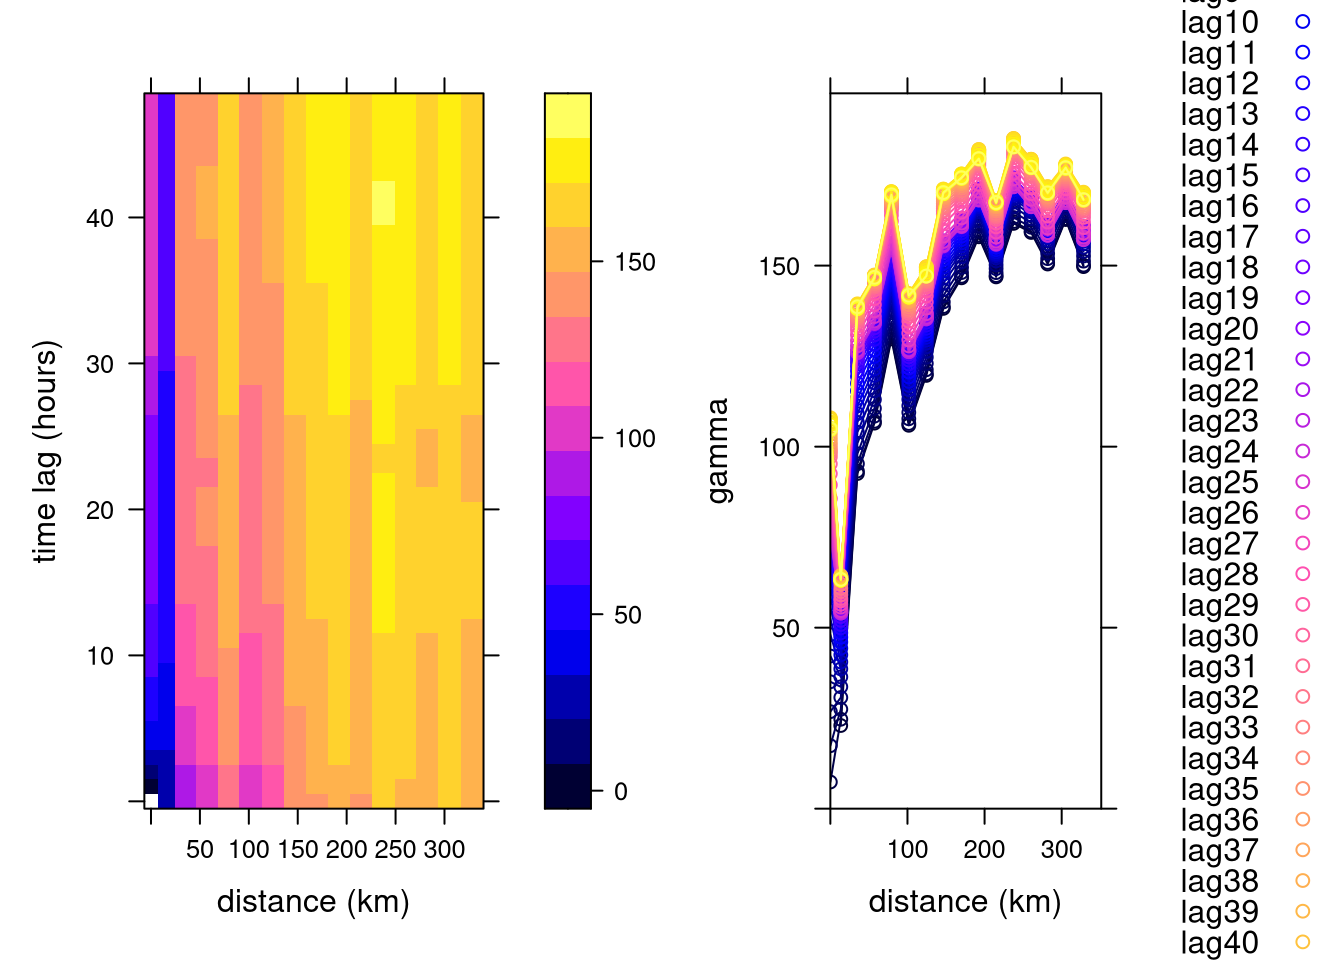 40
30
20
10
time lag (hours)
50 100 150 200 250 300
distance (km)
150
100
50
0
150
100
50
gamma
100 200 300
distance (km)
lag10
lag11
lag12
lag13
lag14
lag15
lag16
lag17
lag18
lag19
lag20
lag21
lag22
lag23
lag24
lag25
lag26
lag27
lag28
lag29
lag30
lag31
lag32
lag33
lag34
lag35
lag36
lag37
lag38
lag39
lag40